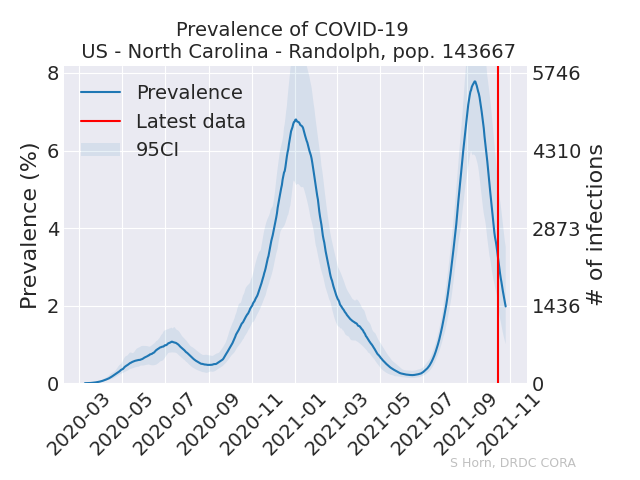 Prevalence of COVID-19
US - North Carolina - Randolph, pop. 143667
Prevalence
Latest data
95CI
Prevalence (%)
8
6
4
2
0
5746
4310
2873
1436
0
# of infections
2020-03
2020-05
2020-07
2020-09
2020-11
2021-01
2021-03
2021-05
2021-07
2021-09
2021-11
S Horn, DRDC CORA